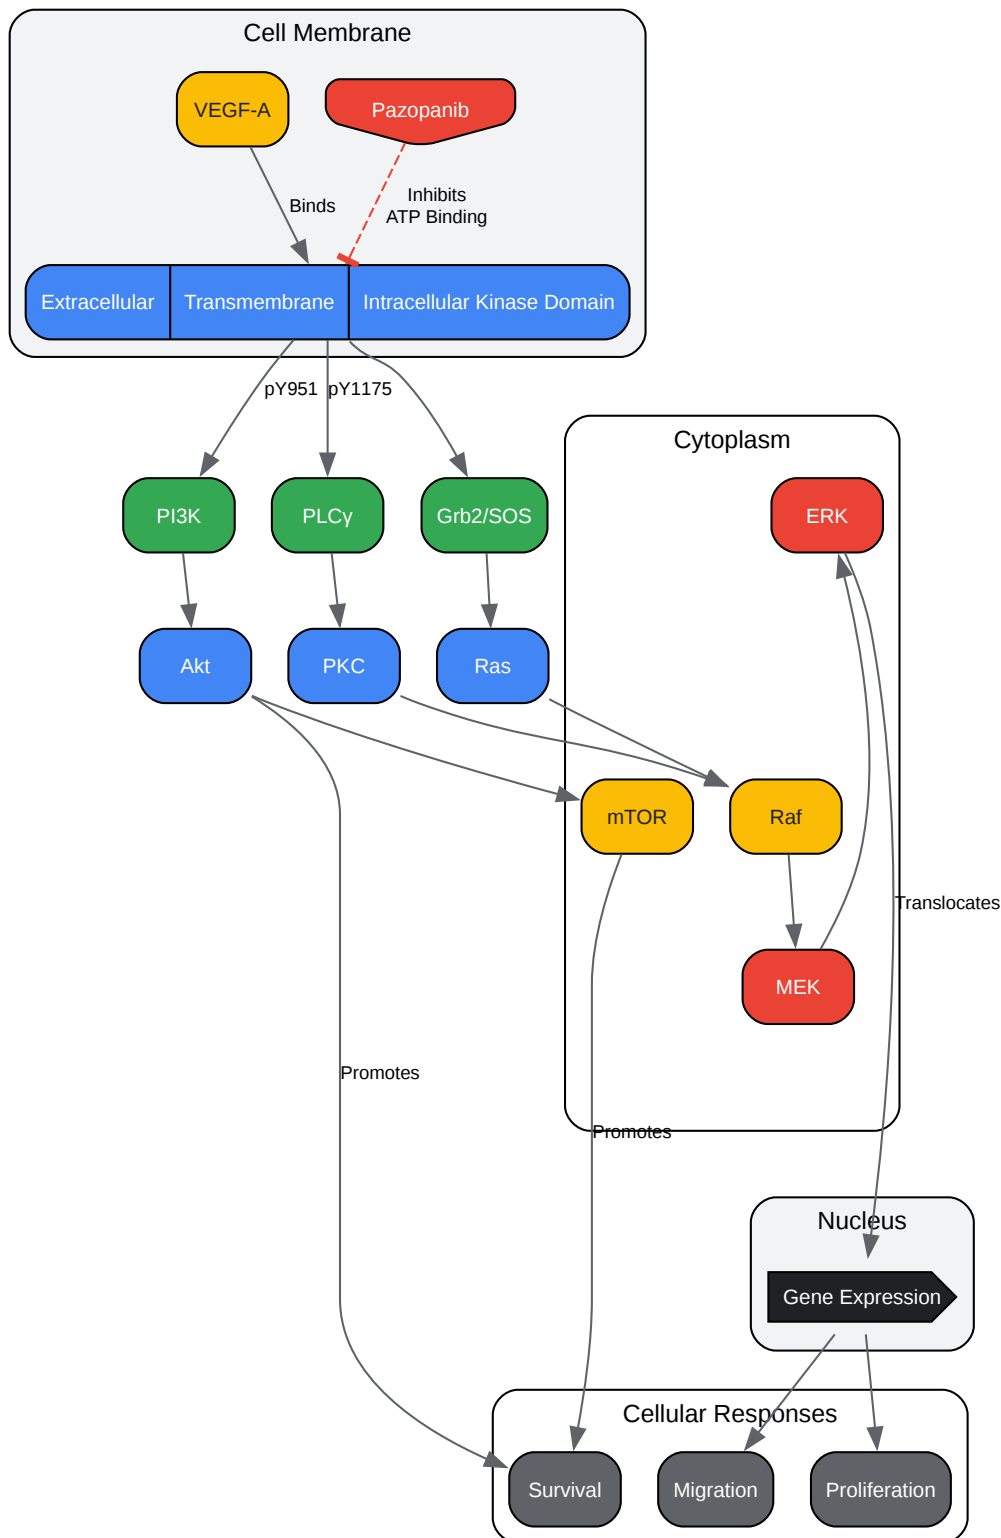 Cell Membrane
VEGF-A
Pazopanib
Binds
Inhibits
ATP Binding
Extracellular
Transmembrane
Intracellular Kinase Domain
pY951
pY1175
Cytoplasm
PI3K
PLCγ
Grb2/SOS
ERK
Akt
PKC
Ras
mTOR
Raf
Translocates
MEK
Promotes
Promotes
Nucleus
Gene Expression
Cellular Responses
Survival
Migration
Proliferation